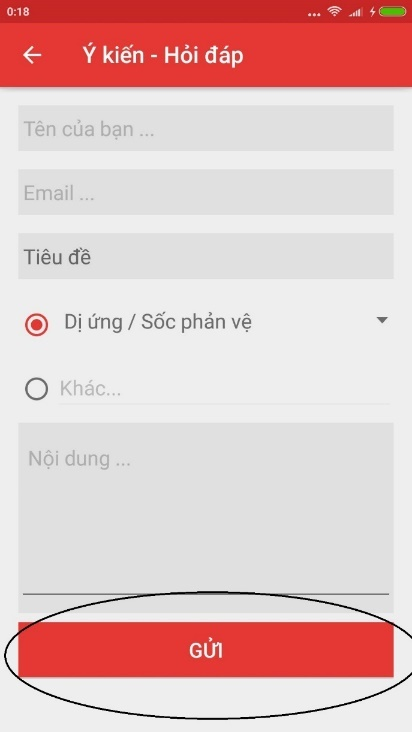 0:18
Ý kiến - Hỏi đáp
Tên của bạn ...
Email ...
Tiêu đề
Dị ứng / Sốc phản vệ
Khác...
Nội dung ...
GỬI